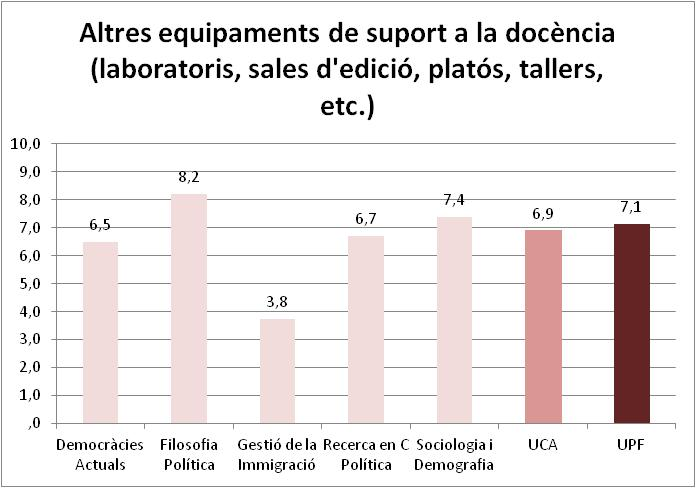 Altres equipaments de suport a la docència
(laboratoris, sales d'edició, platós, tallers,
etc.)
10,0
9,0
8,0
7,0
6,0
5,0
4,0
3,0
2,0
1,0
,0
6,5
8,2
3,8
6,7
7,4
6,9
7,1
Democràcies
Actuals
Filosofia
Política
Gestió de la
Immigració
Recerca en C
Política
Sociologia i
Demografia
UCA
UPF